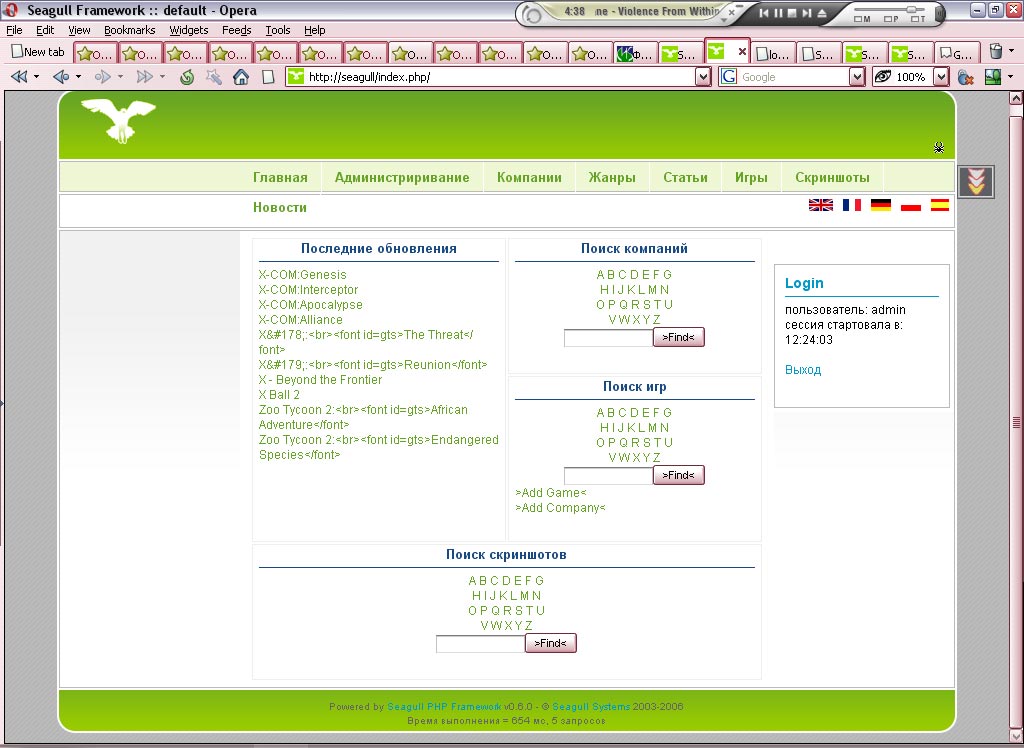 Seagull Framework :: default - Opera
4:38 ne - Violence From Within
File Edit View Bookmarks Widgets Feeds Tools Help
M P T
New tab O... O... O... O... O... O... O... O... O... O... O... O... Ф... S... lo... S... S... S... G...
http://seagull/index.php/ Google 100%
Главная Администрирование Компании Жанры Статьи Игры Скриншоты
Новости
Последние обновления
X-COM:Genesis
X-COM:Interceptor
X-COM:Apocalypse
X-COM:Alliance
X&#178;:<br><font id=gts>The Threat</
font>
X&#179;:<br><font id=gts>Reunion</font>
X - Beyond the Frontier
X Ball 2
Zoo Tycoon 2:<br><font id=gts>African
Adventure</font>
Zoo Tycoon 2:<br><font id=gts>Endangered
Species</font>
Поиск компаний
A B C D E F G
H I J K L M N
O P Q R S T U
V W X Y Z
>Find<
Поиск игр
A B C D E F G
H I J K L M N
O P Q R S T U
V W X Y Z
>Find<
>Add Game<
>Add Company<
Login
пользователь: admin
сессия стартовала в:
12:24:03
Выход
Поиск скриншотов
A B C D E F G
H I J K L M N
O P Q R S T U
V W X Y Z
>Find<
Powered by Seagull PHP Framework v0.6.0 - © Seagull Systems 2003-2006
Время выполнения = 654 мс, 5 запросов